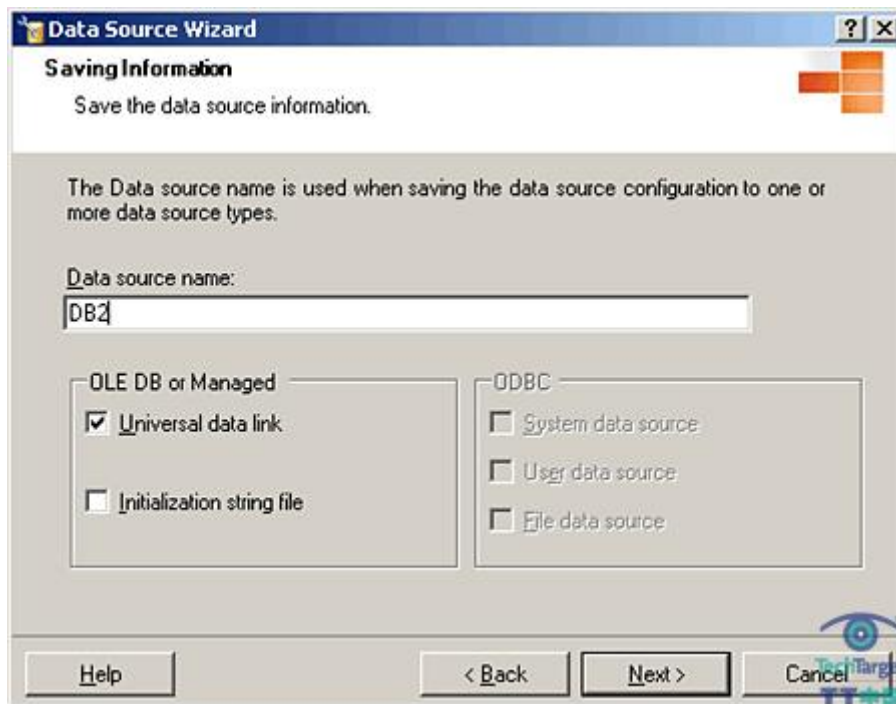 Data Source Wizard
Saving Information
Save the data source information.
The Data source name is used when saving the data source configuration to one or
more data source types.
Data source name:
DB2
OLE DB or Managed
ODBC
Universal data link
System data source
User data source
Initialization string file
File data source
Help
< Back
Next >
Cancel
TechTarge